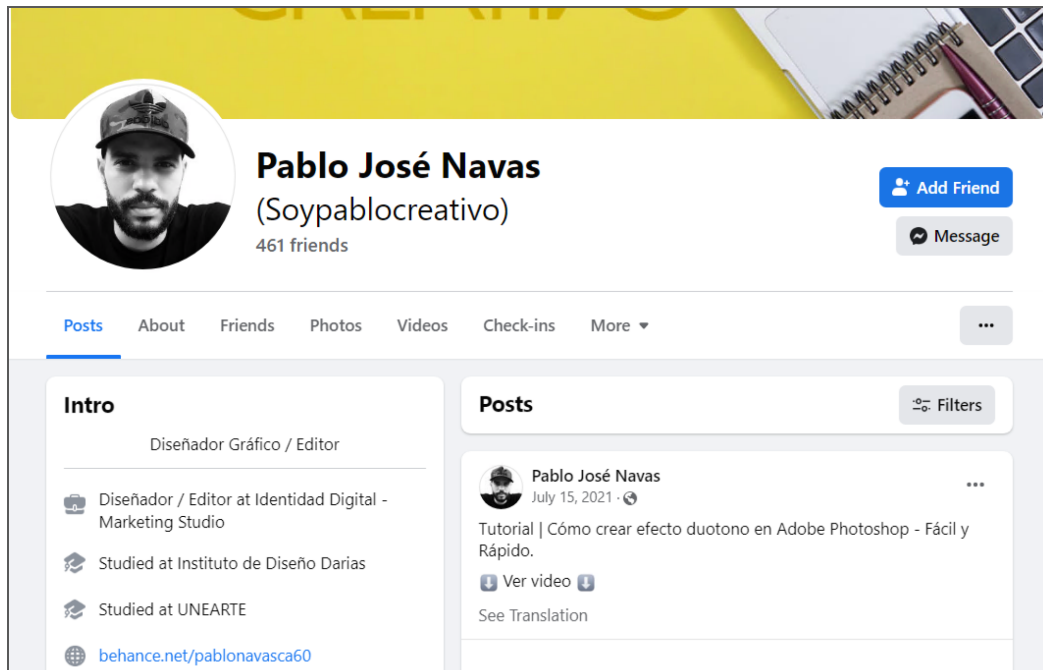 Pablo José Navas
(Soypablocreativo)
461 friends
Add Friend
Message
Posts
About
Friends
Photos
Videos
Check-ins
More
Intro
Diseñador Gráfico / Editor
Diseñador / Editor at Identidad Digital -
Marketing Studio
Studied at Instituto de Diseño Darias
Studied at UNEARTE
behance.net/pablonavasca60
Posts
Filters
Pablo José Navas
July 15, 2021 ·
Tutorial | Cómo crear efecto duotono en Adobe Photoshop - Fácil y
Rápido.
⬇️ Ver video ⬇️
See Translation